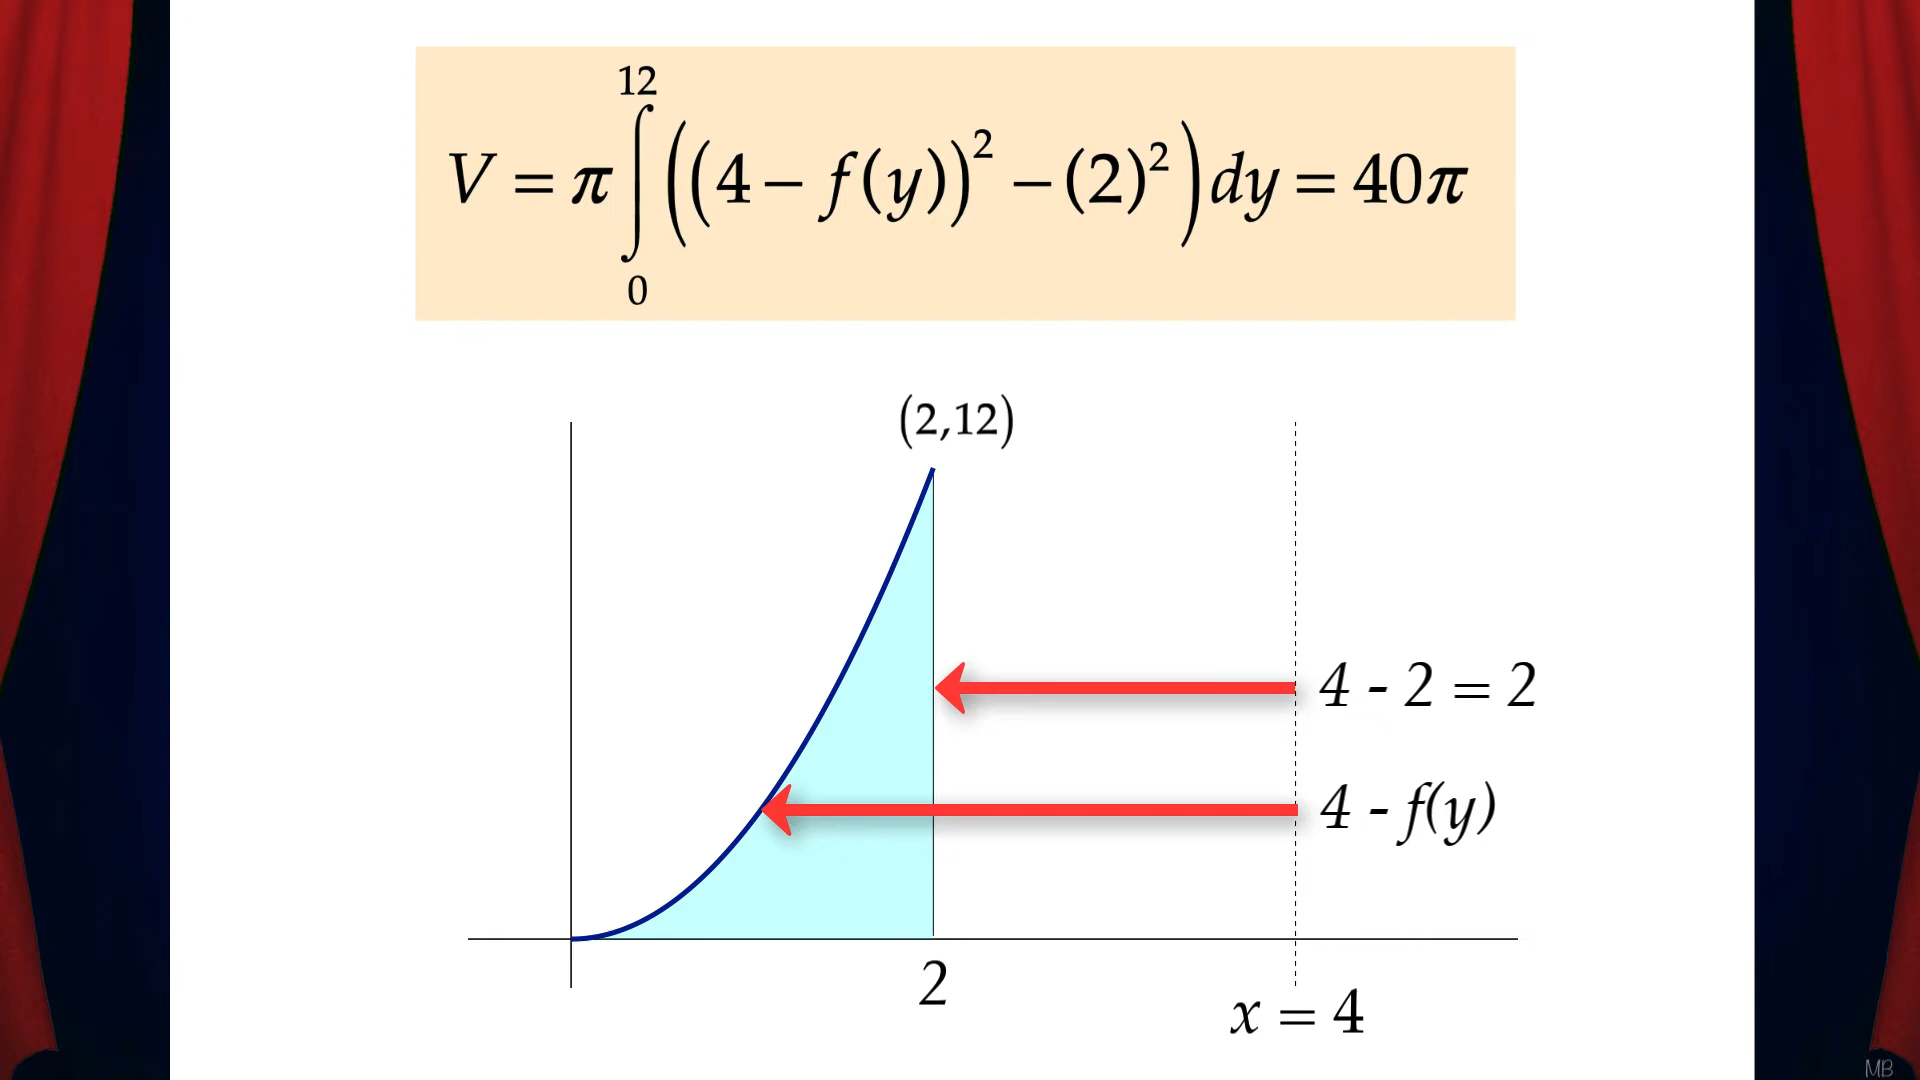 V = π ∫₀¹² ((4 − f(y))² − (2)²) dy = 40π
(2,12)
4 - 2 = 2
4 - f(y)
2
x = 4
MB